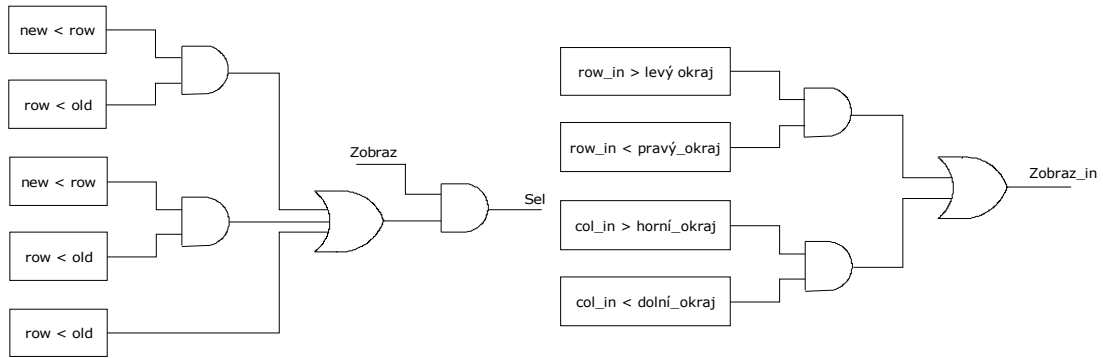 new < row
row < old
new < row
row < old
row < old
Zobraz
Sel
row_in > levý okraj
row_in < pravý_okraj
col_in > horní_okraj
col_in < dolní_okraj
Zobraz_in